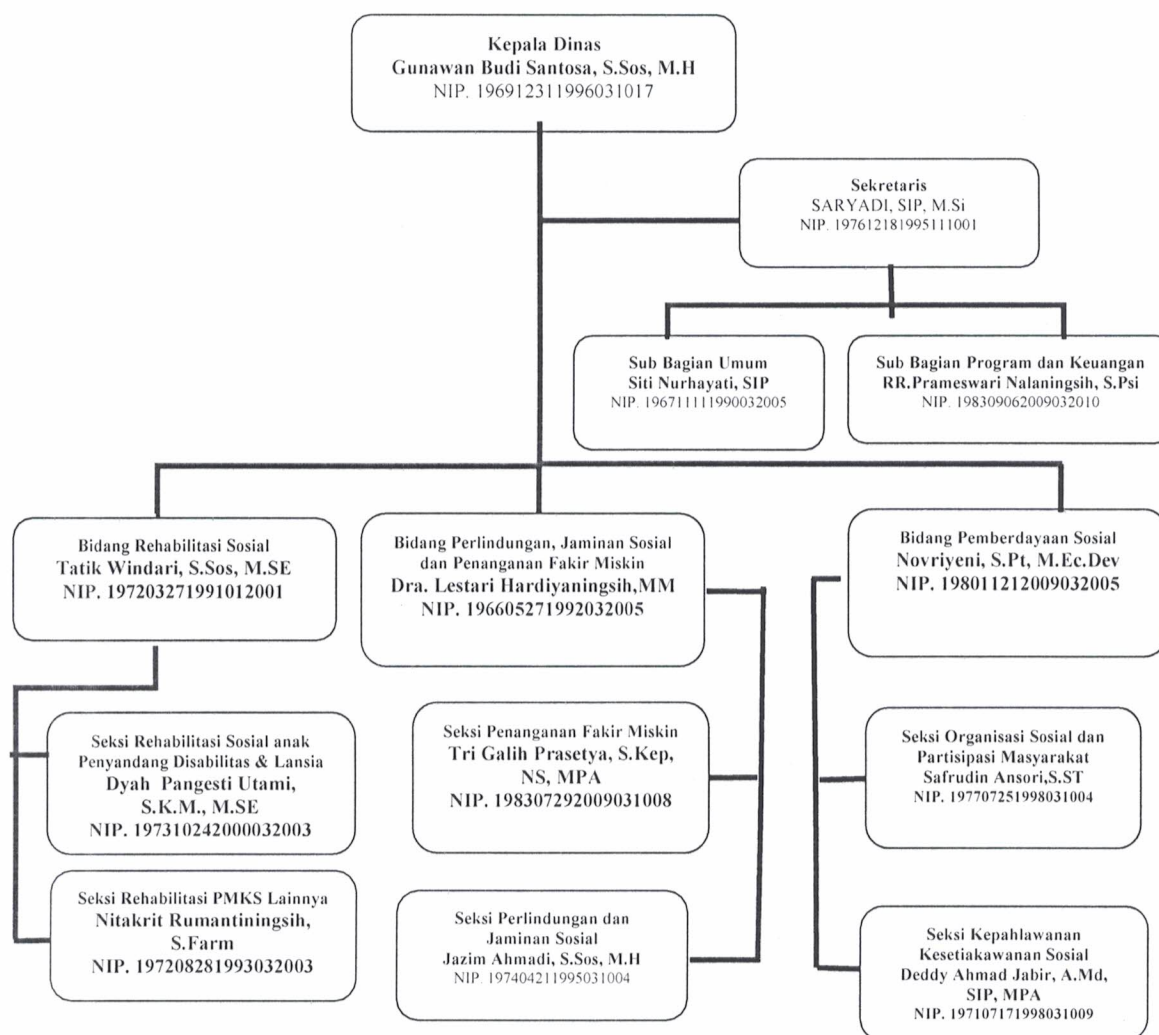 Kepala Dinas
Gunawan Budi Santosa, S.Sos, M.H
NIP. 196912311996031017
Sekretaris
SARYADI, SIP, M.Si
NIP. 197612181995111001
Sub Bagian Umum
Siti Nurhayati, SIP
NIP. 196711111990032005
Sub Bagian Program dan Keuangan
RR.Prameswari Nalaningsih, S.Psi
NIP. 198309062009032010
Bidang Rehabilitasi Sosial
Tatik Windari, S.Sos, M.SE
NIP. 197203271991012001
Bidang Perlindungan, Jaminan Sosial
dan Penanganan Fakir Miskin
Dra. Lestari Hardiyaningsih,MM
NIP. 196605271992032005
Bidang Pemberdayaan Sosial
Novriyeni, S.Pt, M.Ec.Dev
NIP. 198011212009032005
Seksi Rehabilitasi Sosial anak
Penyandang Disabilitas & Lansia
Dyah Pangesti Utami,
S.K.M., M.SE
NIP. 197310242000032003
Seksi Penanganan Fakir Miskin
Tri Galih Prasetya, S.Kep,
NS, MPA
NIP. 198307292009031008
Seksi Organisasi Sosial dan
Partisipasi Masyarakat
Safrudin Ansori,S.ST
NIP. 197707251998031004
Seksi Rehabilitasi PMKS Lainnya
Nitakrit Rumantiningsih,
S.Farm
NIP. 197208281993032003
Seksi Perlindungan dan
Jaminan Sosial
Jazim Ahmadi, S.Sos, M.H
NIP. 197404211995031004
Seksi Kepahlawanan
Kesetiakawanan Sosial
Deddy Ahmad Jabir, A.Md,
SIP, MPA
NIP. 197107171998031009